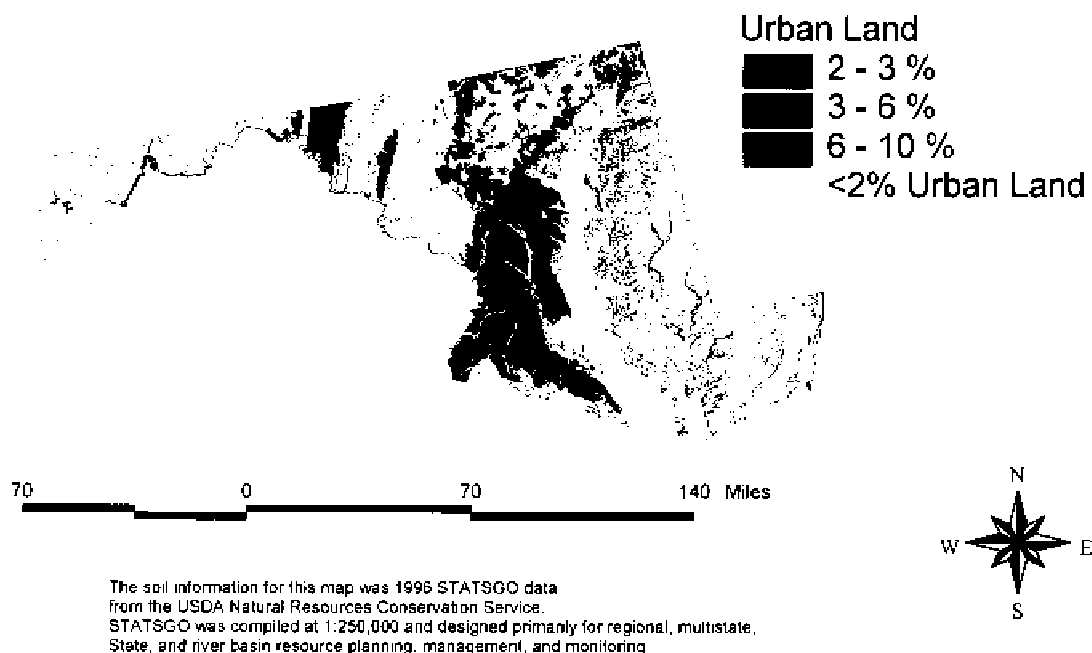 Urban Land
2 - 3 %
3 - 6 %
6 - 10 %
<2% Urban Land
70 0 70 140 Miles
N
W E
S
The soil information for this map was 1996 STATSGO data
from the USDA Natural Resources Conservation Service.
STATSGO was compiled at 1:250,000 and designed primarily for regional, multistate,
State, and river basin resource planning, management, and monitoring